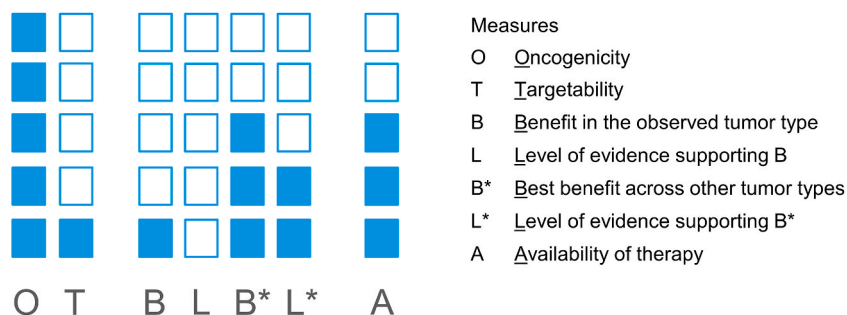 O T B L B* L* A
Measures
O Oncogenicity
T Targetability
B Benefit in the observed tumor type
L Level of evidence supporting B
B* Best benefit across other tumor types
L* Level of evidence supporting B*
A Availability of therapy